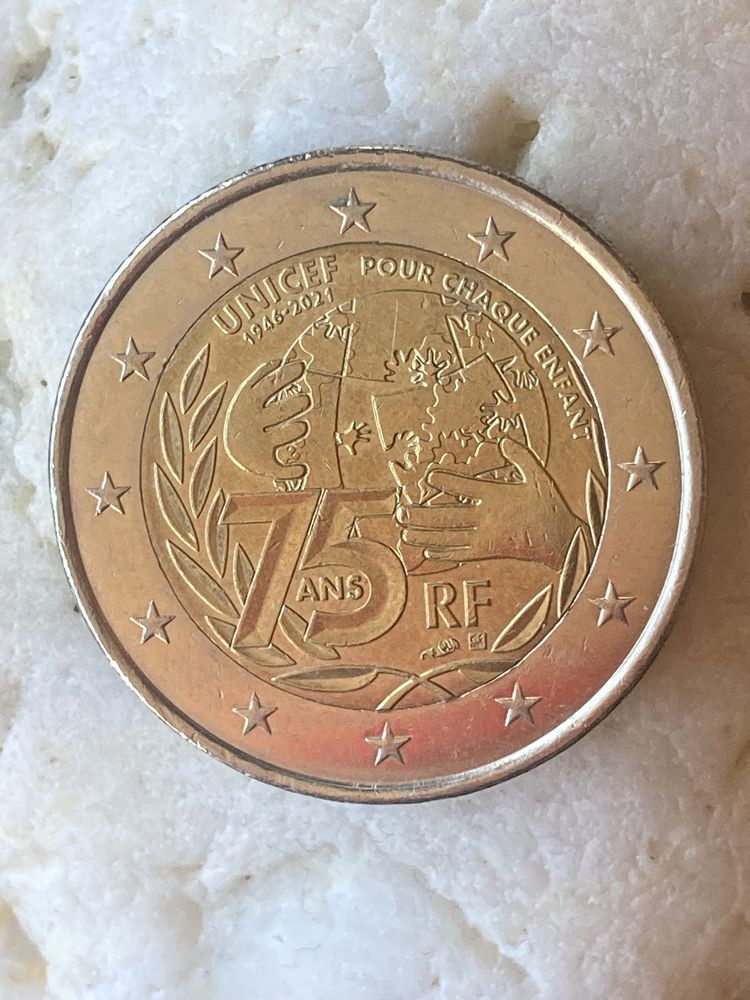 UNICEF
1946-2021
POUR CHAQUE ENFANT
75
ANS
RF